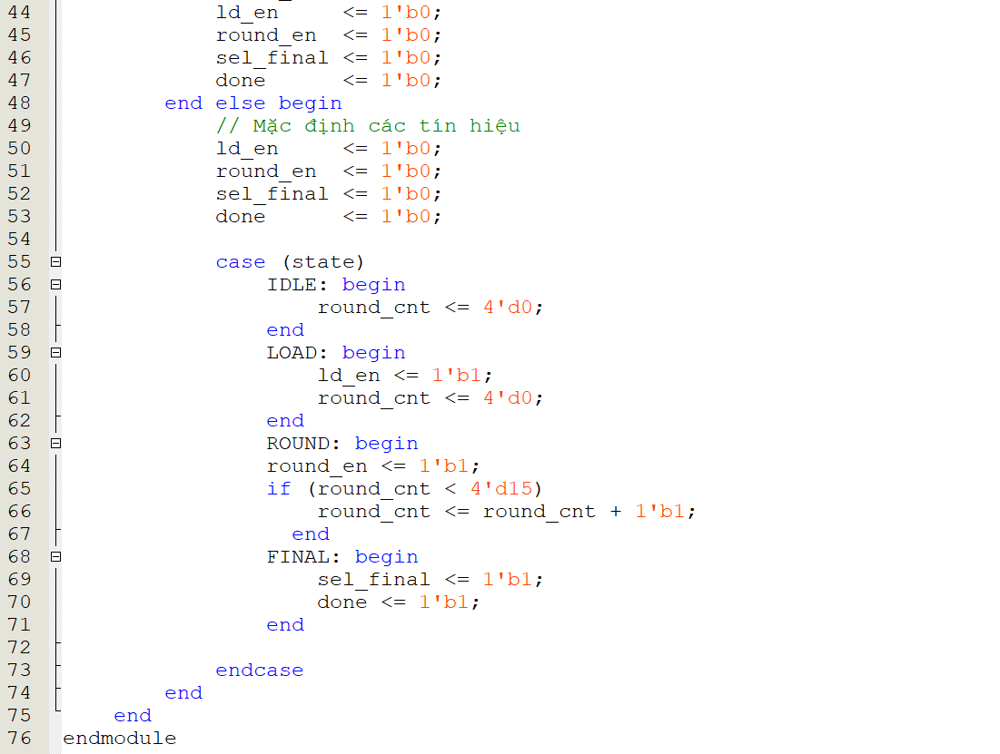 44 ld_en <= 1'b0;
45 round_en <= 1'b0;
46 sel_final <= 1'b0;
47 done <= 1'b0;
48 end else begin
49 // Mặc định các tín hiệu
50 ld_en <= 1'b0;
51 round_en <= 1'b0;
52 sel_final <= 1'b0;
53 done <= 1'b0;
54
55 case (state)
56 IDLE: begin
57 round_cnt <= 4'd0;
58 end
59 LOAD: begin
60 ld_en <= 1'b1;
61 round_cnt <= 4'd0;
62 end
63 ROUND: begin
64 round_en <= 1'b1;
65 if (round_cnt < 4'd15)
66 round_cnt <= round_cnt + 1'b1;
67 end
68 FINAL: begin
69 sel_final <= 1'b1;
70 done <= 1'b1;
71 end
72
73 endcase
74 end
75 end
76 endmodule